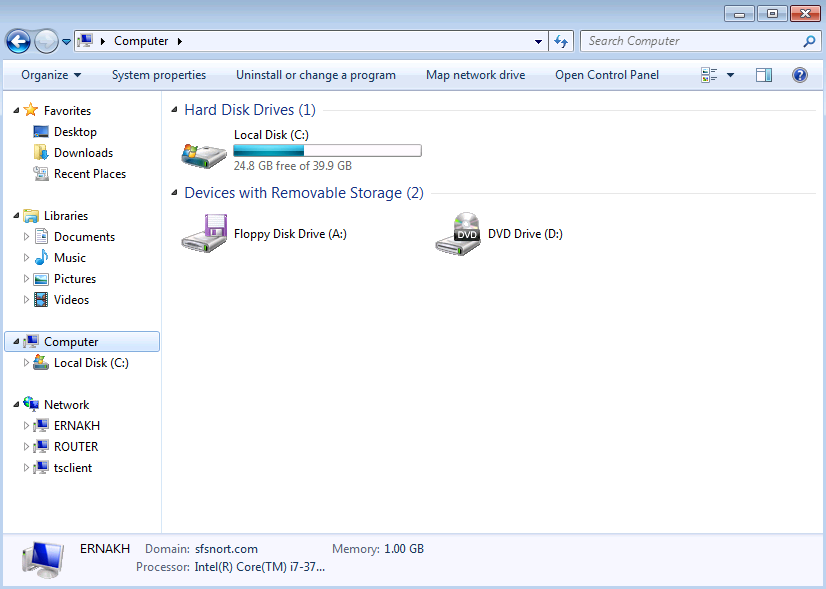 Computer
Search Computer
Organize System properties Uninstall or change a program Map network drive Open Control Panel
Favorites
Desktop
Downloads
Recent Places
Libraries
Documents
Music
Pictures
Videos
Computer
Local Disk (C:)
Network
ERNAKH
ROUTER
tsclient
Hard Disk Drives (1)
Local Disk (C:)
24.8 GB free of 39.9 GB
Devices with Removable Storage (2)
Floppy Disk Drive (A:)
DVD
DVD Drive (D:)
ERNAKH Domain: sfsnort.com Memory: 1.00 GB
Processor: Intel(R) Core(TM) i7-37...